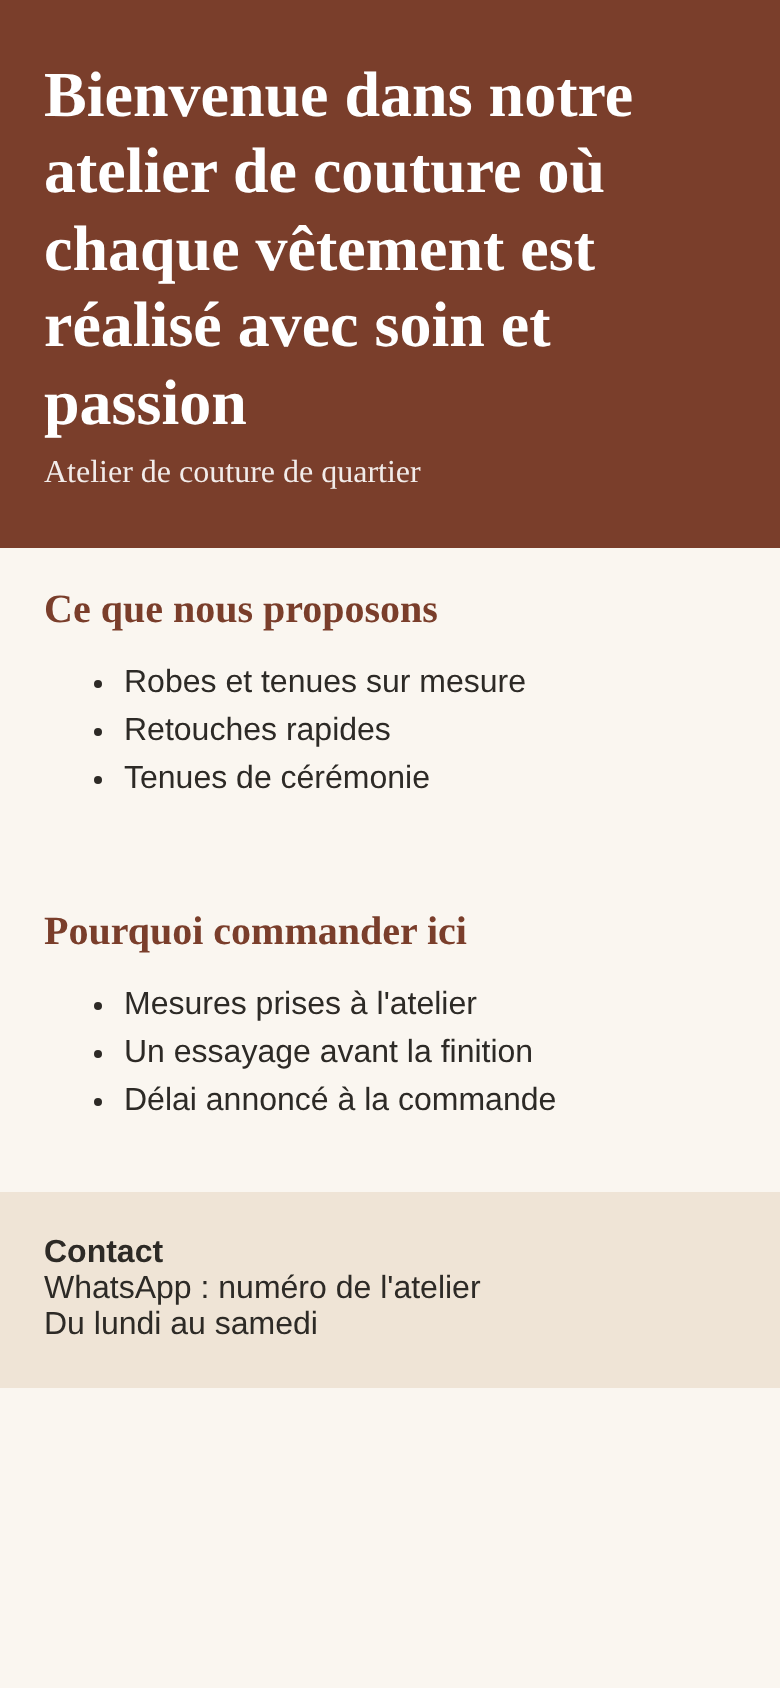 Bienvenue dans notre
atelier de couture où
chaque vêtement est
réalisé avec soin et
passion
Atelier de couture de quartier
Ce que nous proposons
Robes et tenues sur mesure
Retouches rapides
Tenues de cérémonie
Pourquoi commander ici
Mesures prises à l'atelier
Un essayage avant la finition
Délai annoncé à la commande
Contact
WhatsApp : numéro de l'atelier
Du lundi au samedi